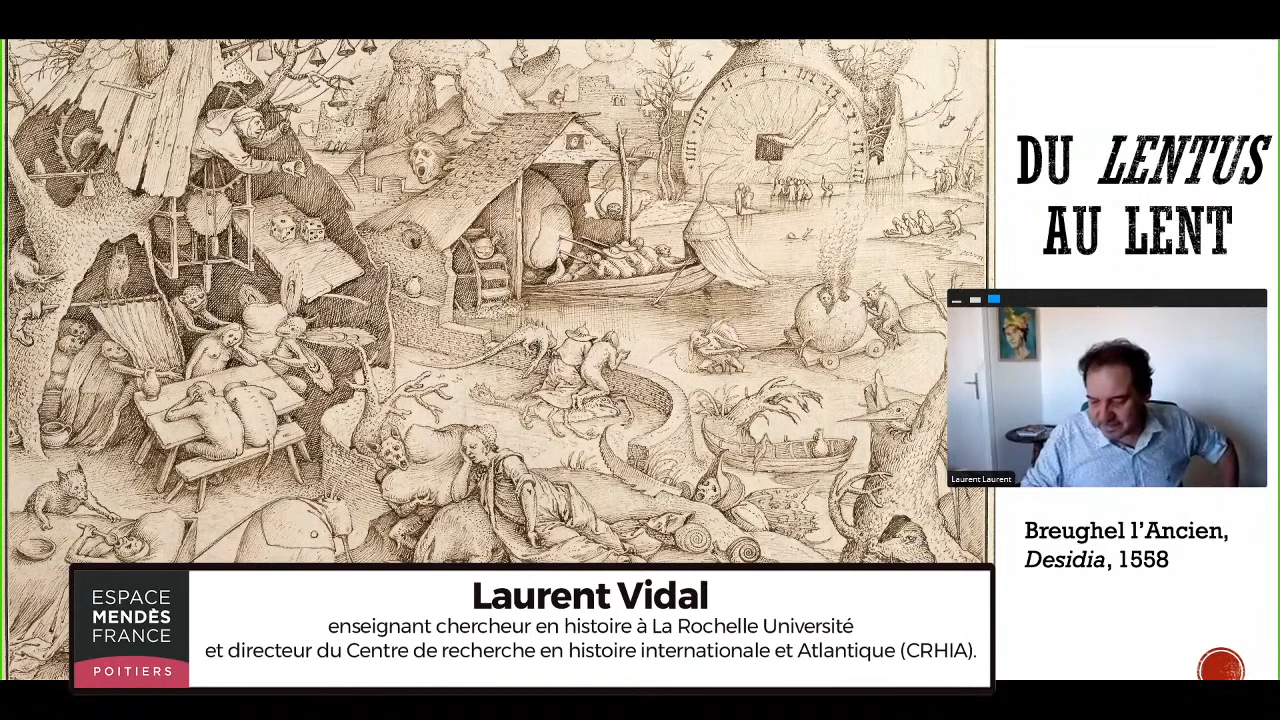 DU LENTUS
AU LENT
Laurent Laurent
Breughel l'Ancien,
Desidia, 1558
ESPACE
MENDÈS
FRANCE
POITIERS
Laurent Vidal
enseignant chercheur en histoire à La Rochelle Université
et directeur du Centre de recherche en histoire internationale et Atlantique (CRHIA).